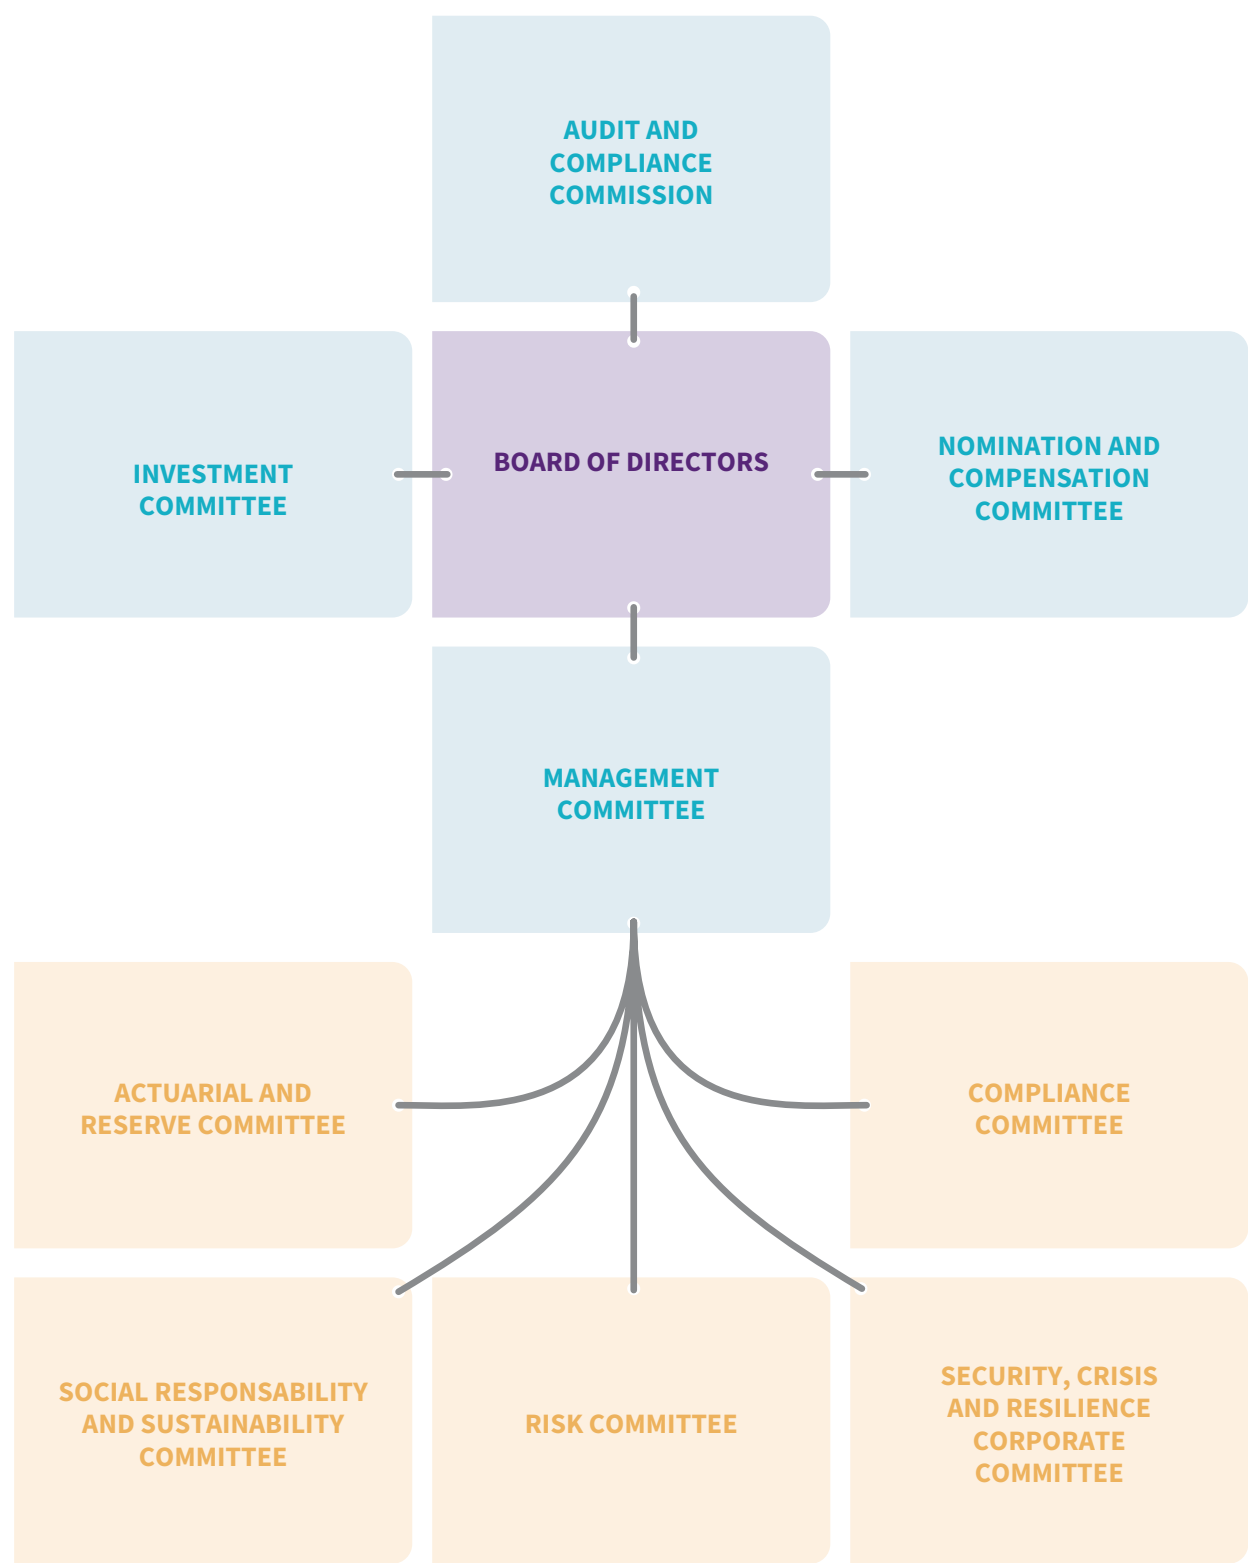 AUDIT AND
COMPLIANCE
COMMISSION
INVESTMENT
COMMITTEE
BOARD OF DIRECTORS
NOMINATION AND
COMPENSATION
COMMITTEE
MANAGEMENT
COMMITTEE
ACTUARIAL AND
RESERVE COMMITTEE
COMPLIANCE
COMMITTEE
SOCIAL RESPONSABILITY
AND SUSTAINABILITY
COMMITTEE
RISK COMMITTEE
SECURITY, CRISIS
AND RESILIENCE
CORPORATE
COMMITTEE